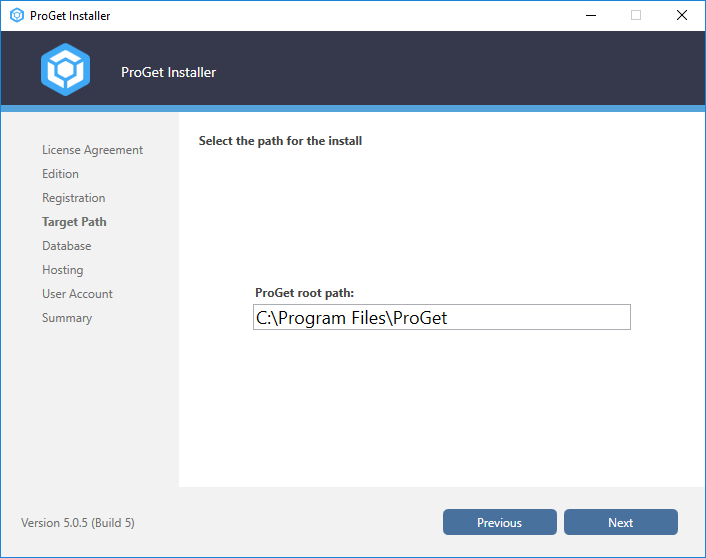 ProGet Installer
ProGet Installer
License Agreement
Edition
Registration
Target Path
Database
Hosting
User Account
Summary
Select the path for the install
ProGet root path:
C:\Program Files\ProGet
Version 5.0.5 (Build 5)
Previous
Next